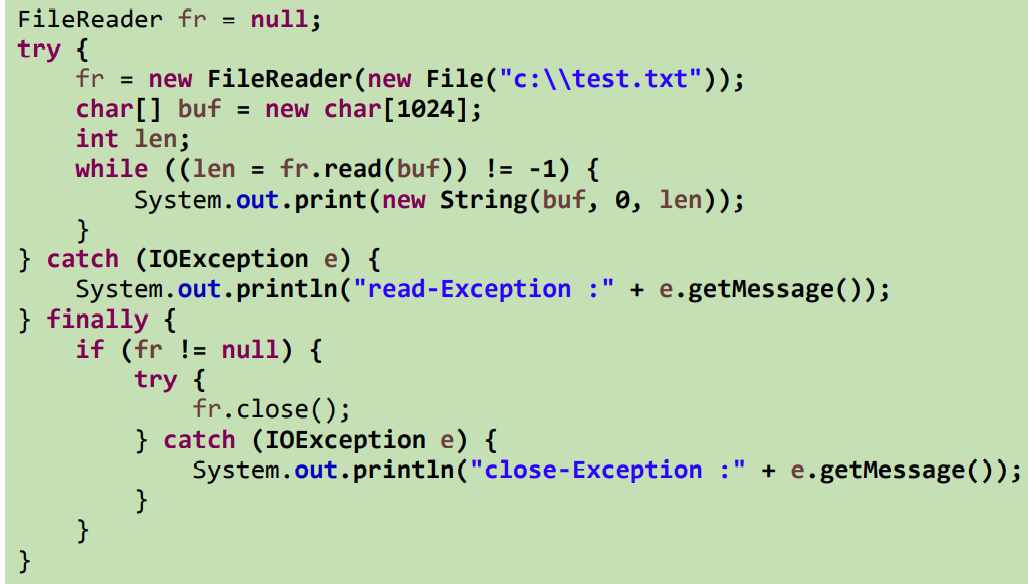 FileReader fr = null;
try {
    fr = new FileReader(new File("c:\\test.txt"));
    char[] buf = new char[1024];
    int len;
    while ((len = fr.read(buf)) != -1) {
        System.out.print(new String(buf, 0, len));
    }
} catch (IOException e) {
    System.out.println("read-Exception :" + e.getMessage());
} finally {
    if (fr != null) {
        try {
            fr.close();
        } catch (IOException e) {
            System.out.println("close-Exception :" + e.getMessage());
        }
    }
}